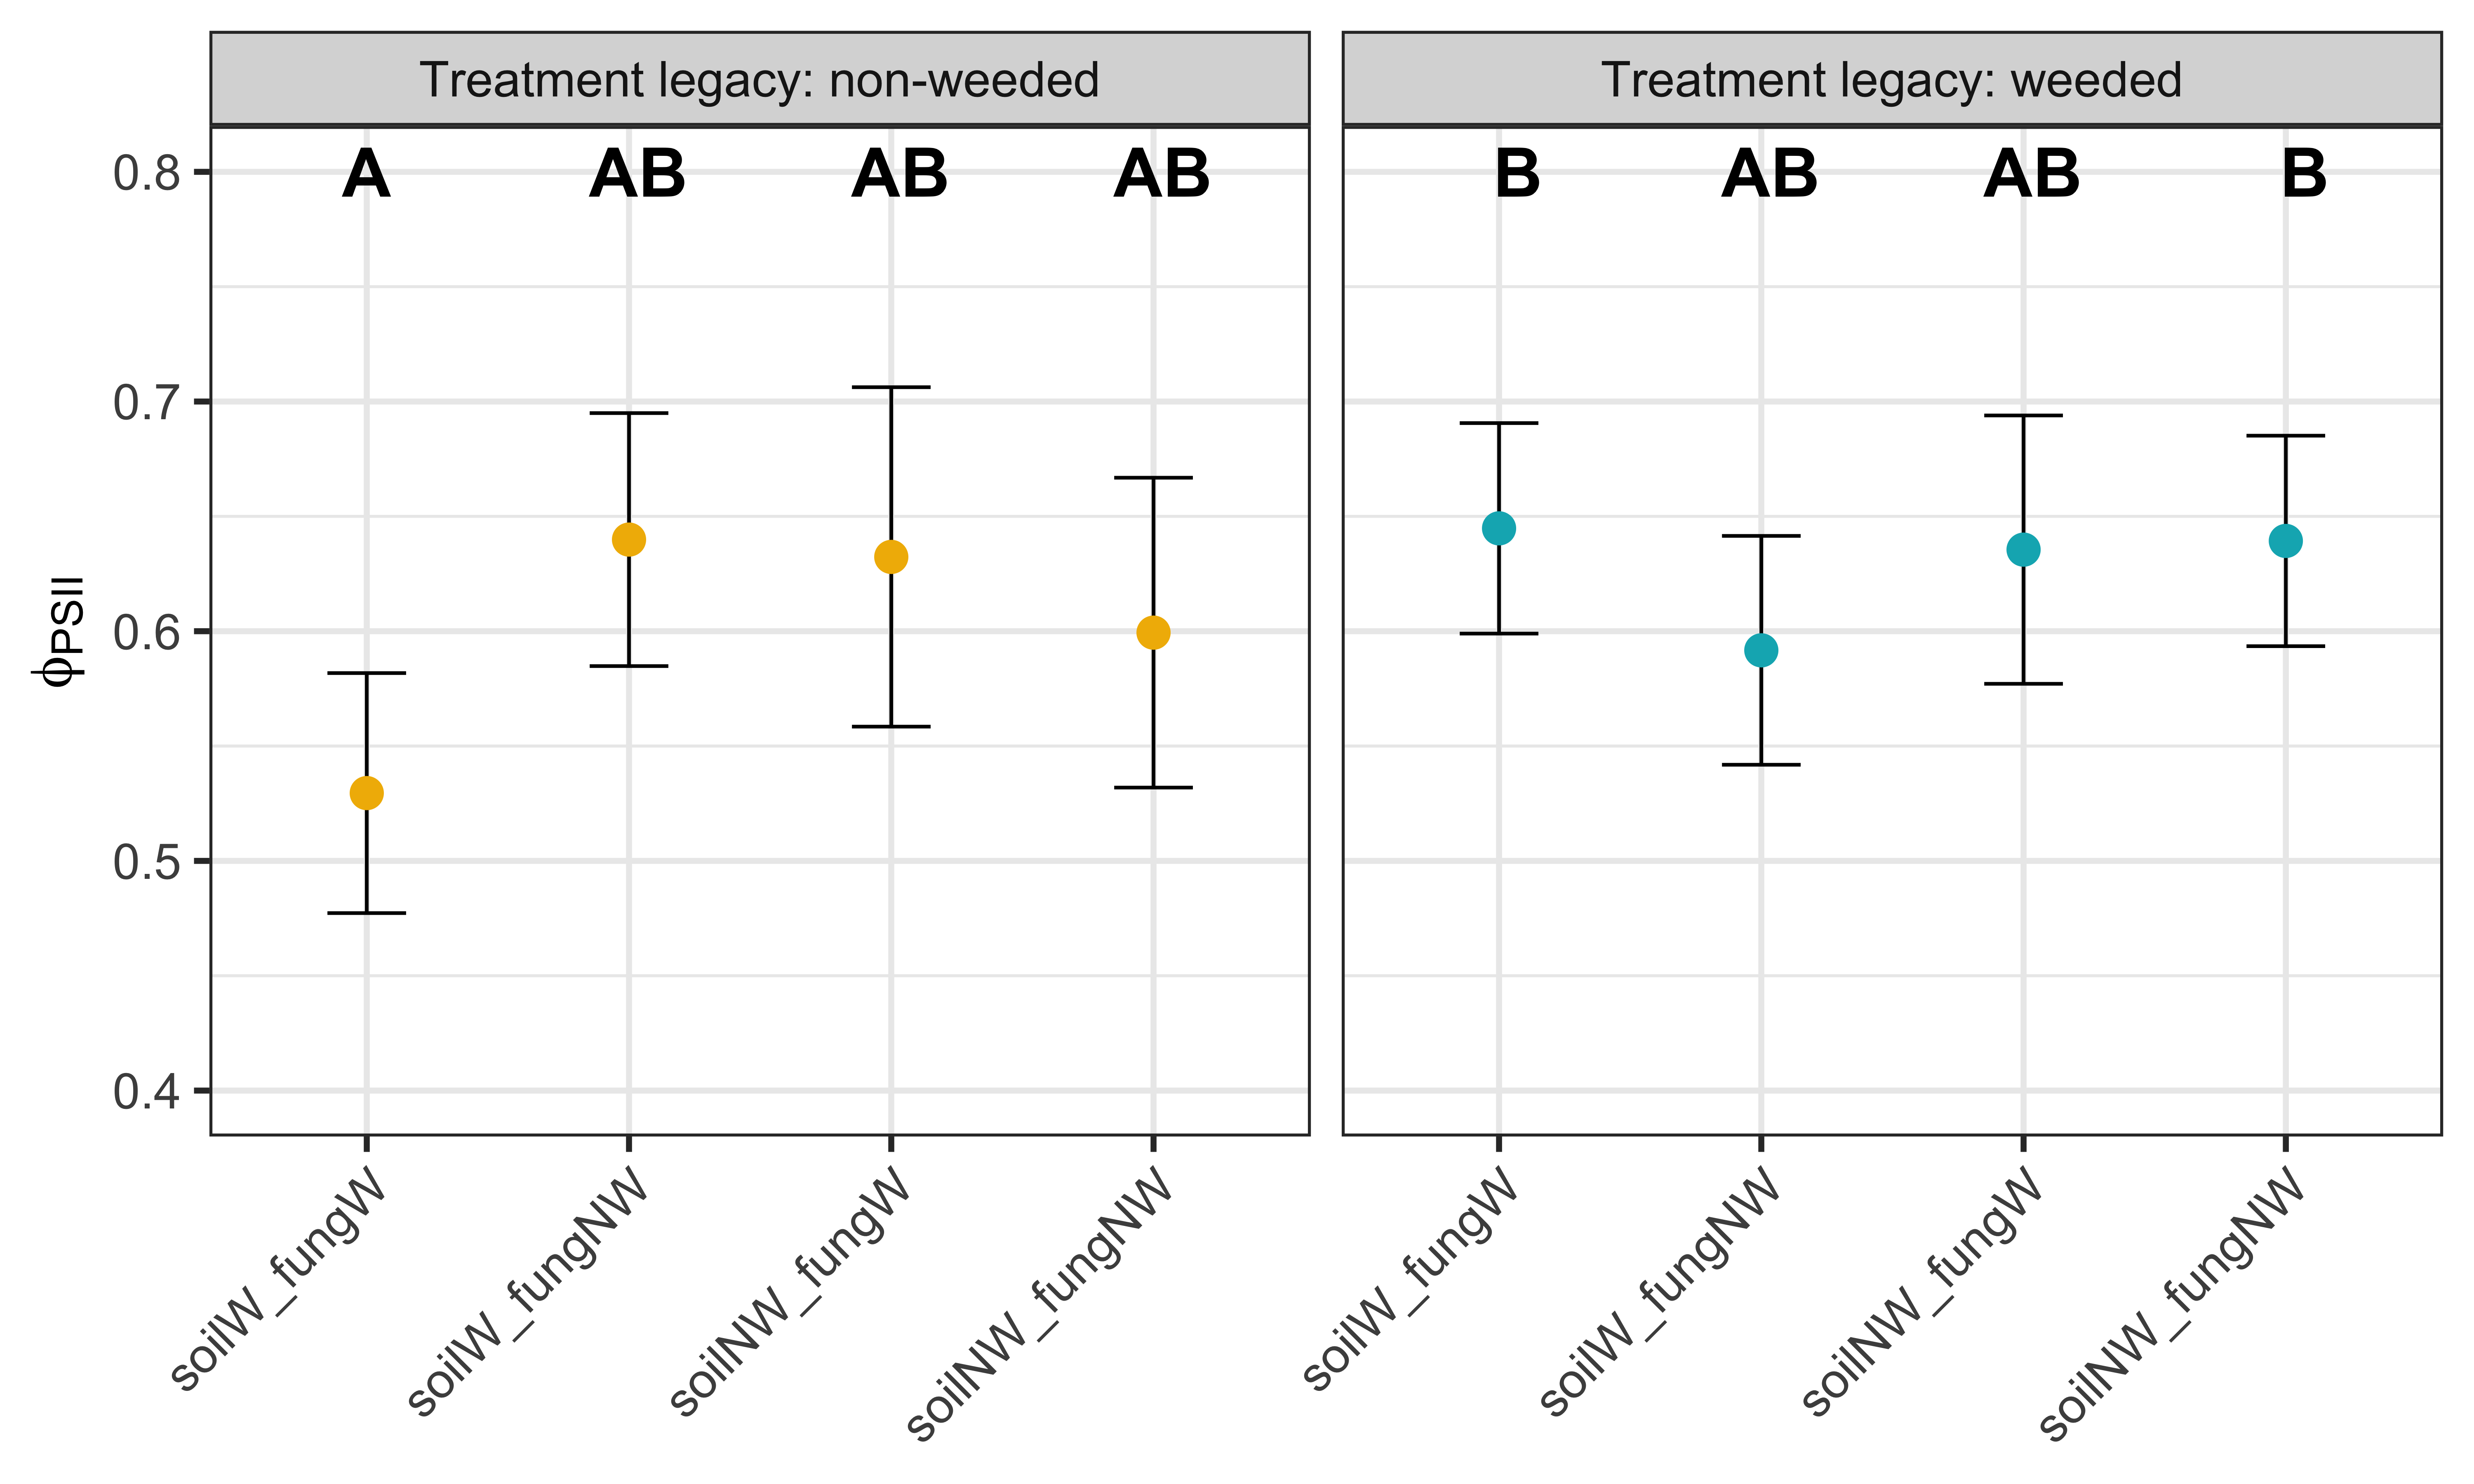 Treatment legacy: non-weeded
Treatment legacy: weeded
A AB AB AB
B AB AB B
0.8
0.7
0.6
0.5
0.4
ϕPSII
soilW_fungW
soilW_fungNW
soilNW_fungW
soilNW_fungNW
soilW_fungW
soilW_fungNW
soilNW_fungW
soilNW_fungNW